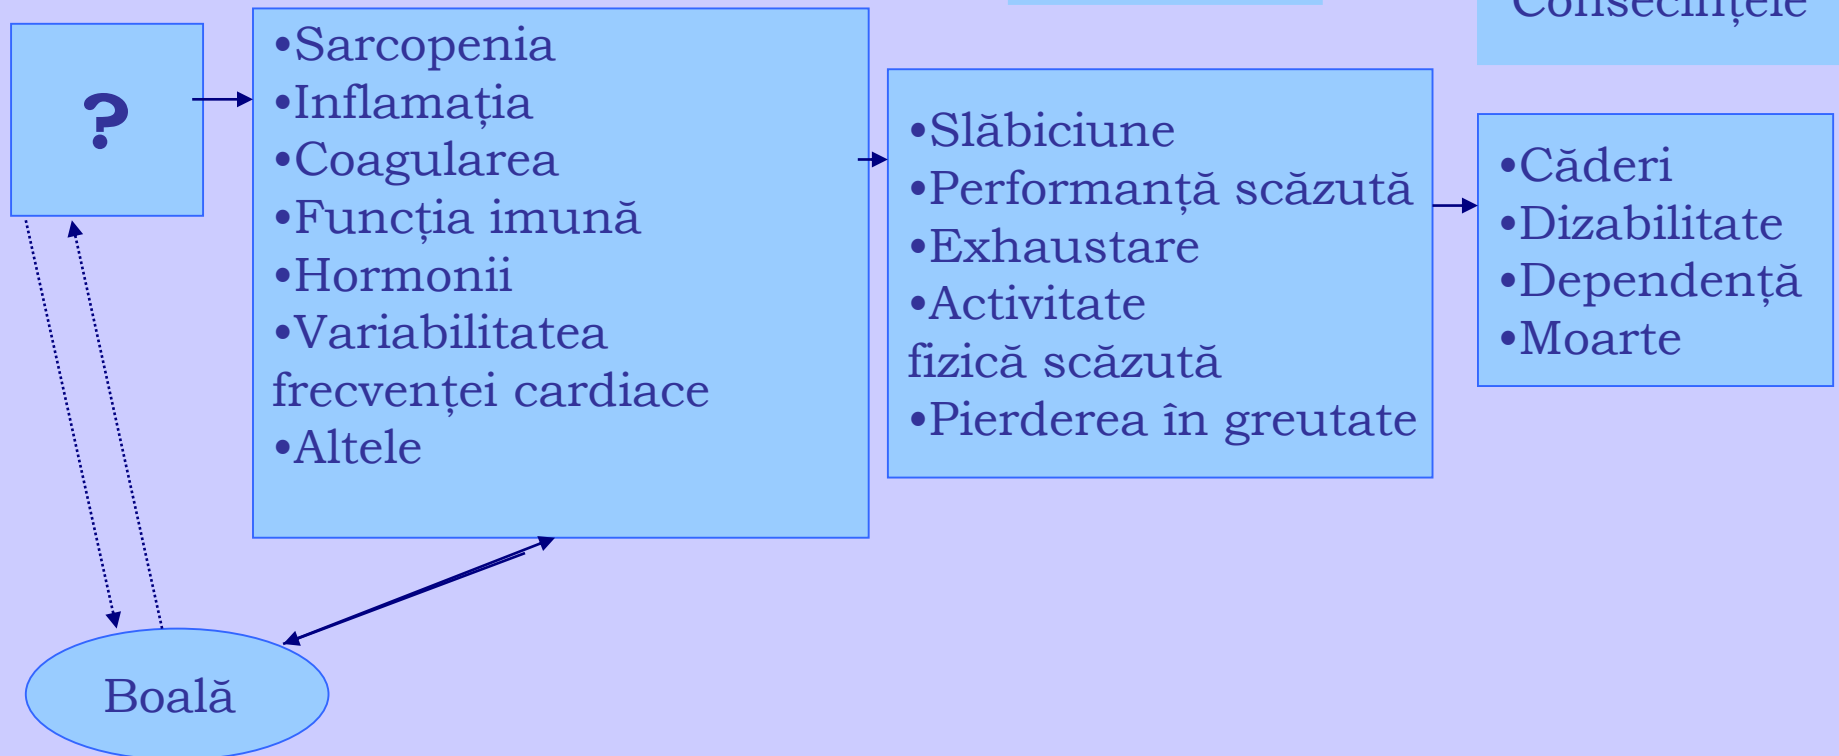 Consecințele
?
•Sarcopenia
•Inflamația
•Coagularea
•Funcția imună
•Hormonii
•Variabilitatea
frecvenței cardiace
•Altele
•Slăbiciune
•Performanță scăzută
•Exhaustare
•Activitate
fizică scăzută
•Pierderea în greutate
•Căderi
•Dizabilitate
•Dependență
•Moarte
Boală